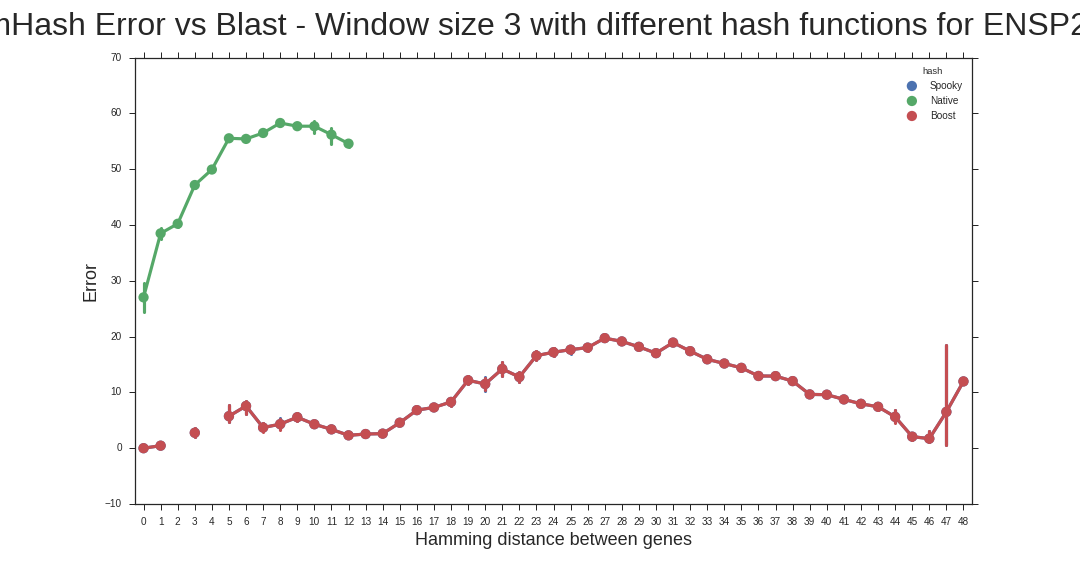 nHash Error vs Blast - Window size 3 with different hash functions for ENSP2
70
60
50
40
30
20
10
0
−10
Error
hash
Spooky
Native
Boost
0 1 2 3 4 5 6 7 8 9 10 11 12 13 14 15 16 17 18 19 20 21 22 23 24 25 26 27 28 29 30 31 32 33 34 35 36 37 38 39 40 41 42 43 44 45 46 47 48
Hamming distance between genes